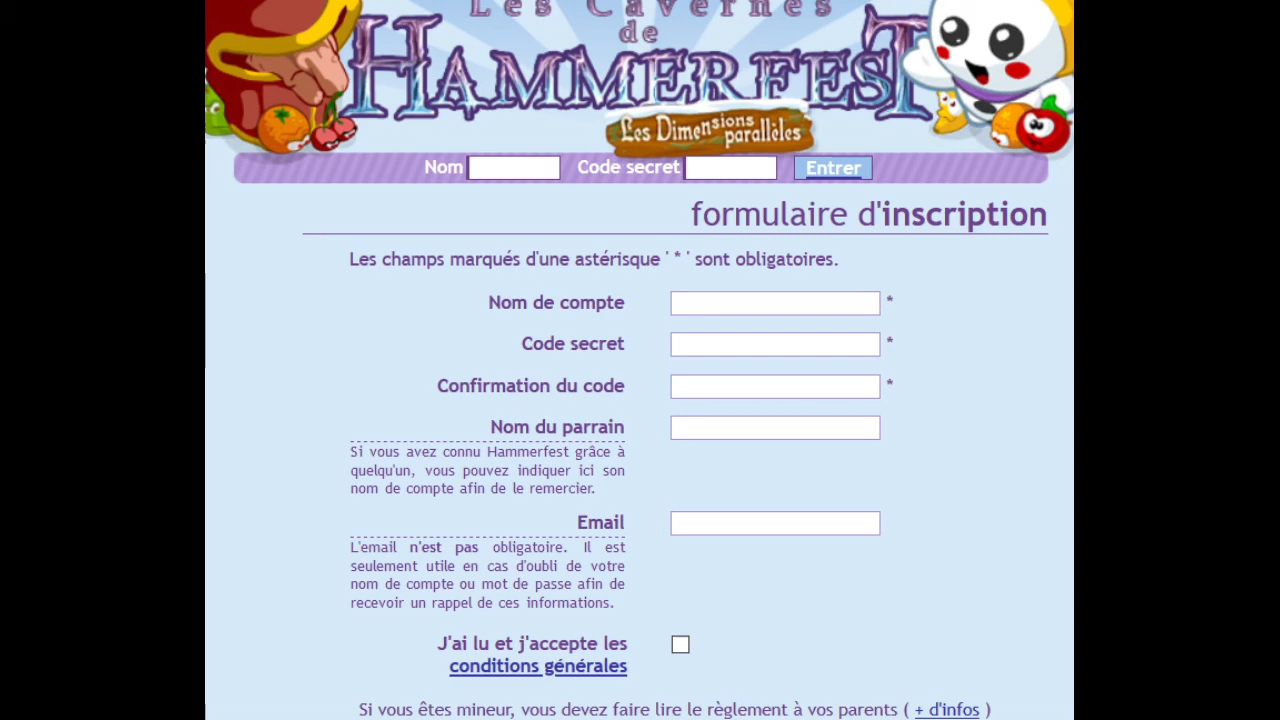 Les Cavernes
de
HAMMERFEST
Les Dimensions
parallèles
Nom Code secret Entrer
formulaire d'inscription
Les champs marqués d'une astérisque ' * ' sont obligatoires.
Nom de compte *
Code secret *
Confirmation du code *
Nom du parrain
Si vous avez connu Hammerfest grâce à
quelqu'un, vous pouvez indiquer ici son
nom de compte afin de le remercier.
Email
L'email n'est pas obligatoire. Il est
seulement utile en cas d'oubli de votre
nom de compte ou mot de passe afin de
recevoir un rappel de ces informations.
J'ai lu et j'accepte les
conditions générales
Si vous êtes mineur, vous devez faire lire le règlement à vos parents ( + d'infos )